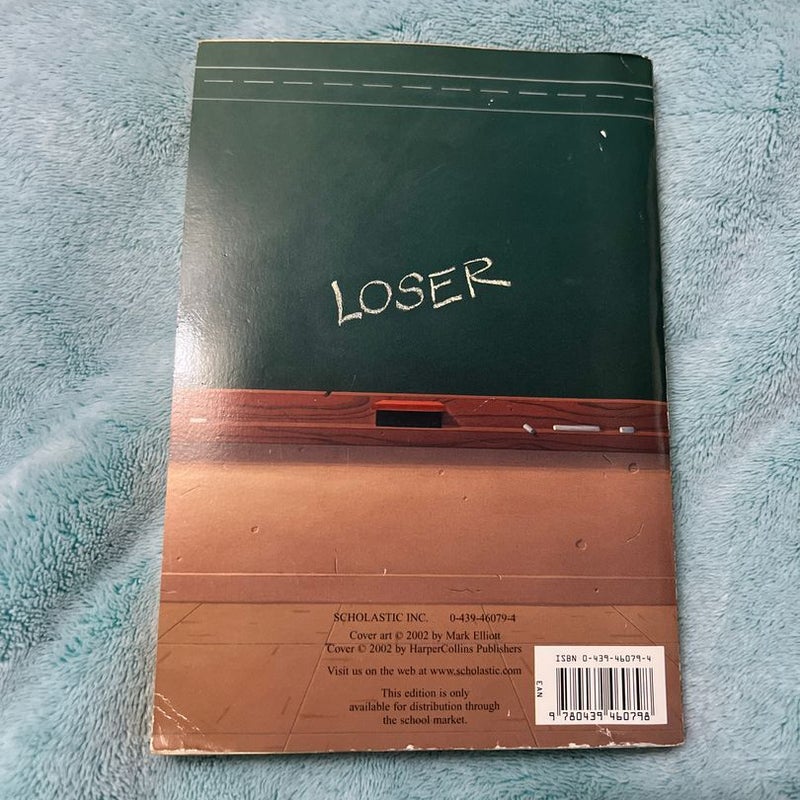 LOSER
SCHOLASTIC INC. 0-439-46079-4
Cover art © 2002 by Mark Elliott
Cover © 2002 by HarperCollins Publishers
Visit us on the web at www.scholastic.com
This edition is only
available for distribution through
the school market.
ISBN 0-439-46079-4
EAN
9 780439 460798